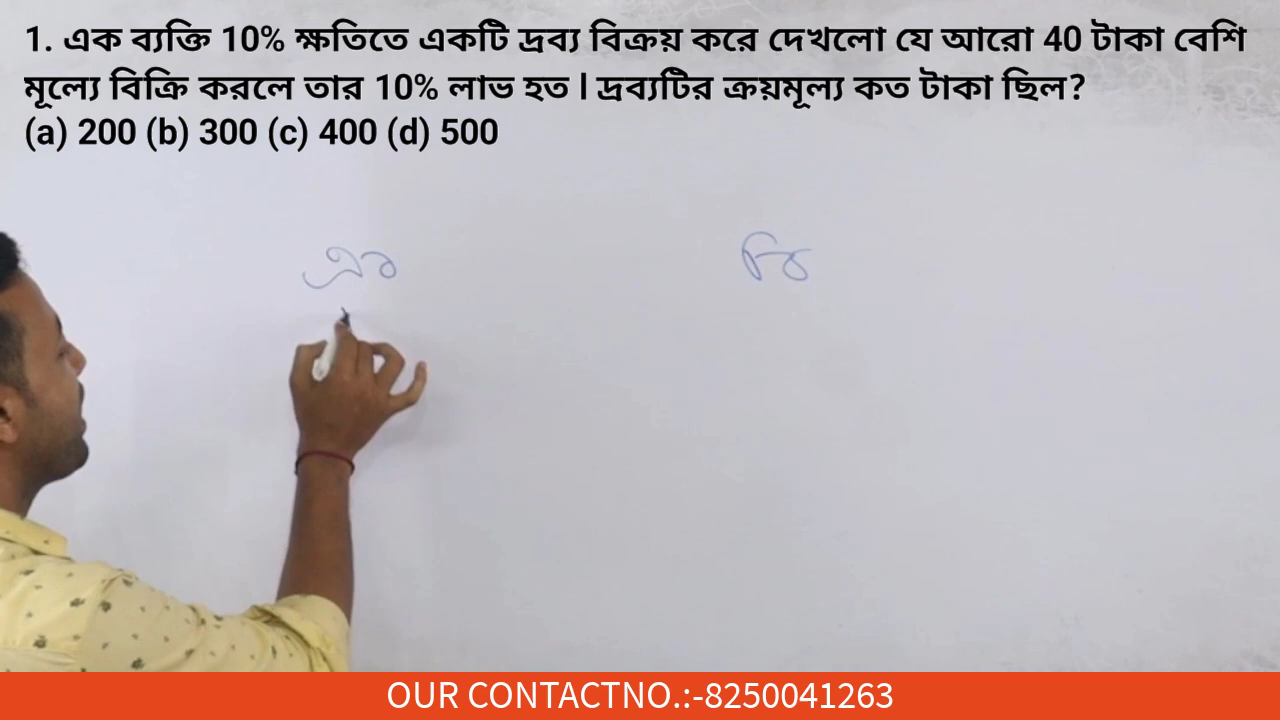 1. এক ব্যক্তি 10% ক্ষতিতে একটি দ্রব্য বিক্রয় করে দেখলো যে আরো 40 টাকা বেশি
মূল্যে বিক্রি করলে তার 10% লাভ হত l দ্রব্যটির ক্রয়মূল্য কত টাকা ছিল?
(a) 200 (b) 300 (c) 400 (d) 500
OUR CONTACTNO.:-8250041263